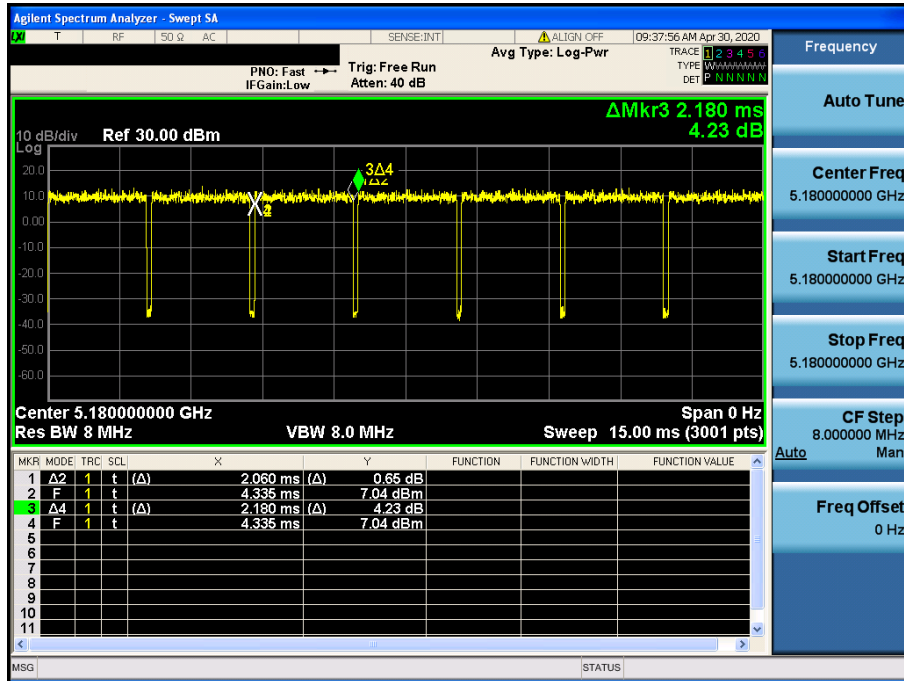 Agilent Spectrum Analyzer - Swept SA
LXI T RF 50 Ω AC SENSE:INT ALIGN OFF 09:37:56 AM Apr 30, 2020
Frequency
Avg Type: Log-Pwr
TRACE 1 2 3 4 5 6
PNO: Fast Trig: Free Run
TYPE WWWWWW
IFGain:Low Atten: 40 dB
DET P N N N N N
Auto Tune
ΔMkr3 2.180 ms
4.23 dB
10 dB/div Ref 30.00 dBm
Log
20.0
10.0
0.00
-10.0
-20.0
-30.0
-40.0
-50.0
-60.0
3Δ4
1Δ2
Center Freq
5.180000000 GHz
Start Freq
5.180000000 GHz
Stop Freq
5.180000000 GHz
Center 5.180000000 GHz Span 0 Hz
Res BW 8 MHz VBW 8.0 MHz Sweep 15.00 ms (3001 pts)
CF Step
8.000000 MHz
Auto Man
Freq Offset
0 Hz
MKR MODE TRC SCL X Y FUNCTION FUNCTION WIDTH FUNCTION VALUE
1 Δ2 1 t (Δ) 2.060 ms (Δ) 0.65 dB
2 F 1 t 4.335 ms 7.04 dBm
3 Δ4 1 t (Δ) 2.180 ms (Δ) 4.23 dB
4 F 1 t 4.335 ms 7.04 dBm
5
6
7
8
9
10
11
MSG STATUS